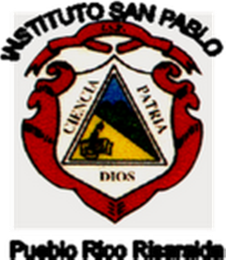 INSTITUTO SAN PABLO
I.S.P.
CIENCIA
PATRIA
DIOS
Pueblo Rico Risaralda